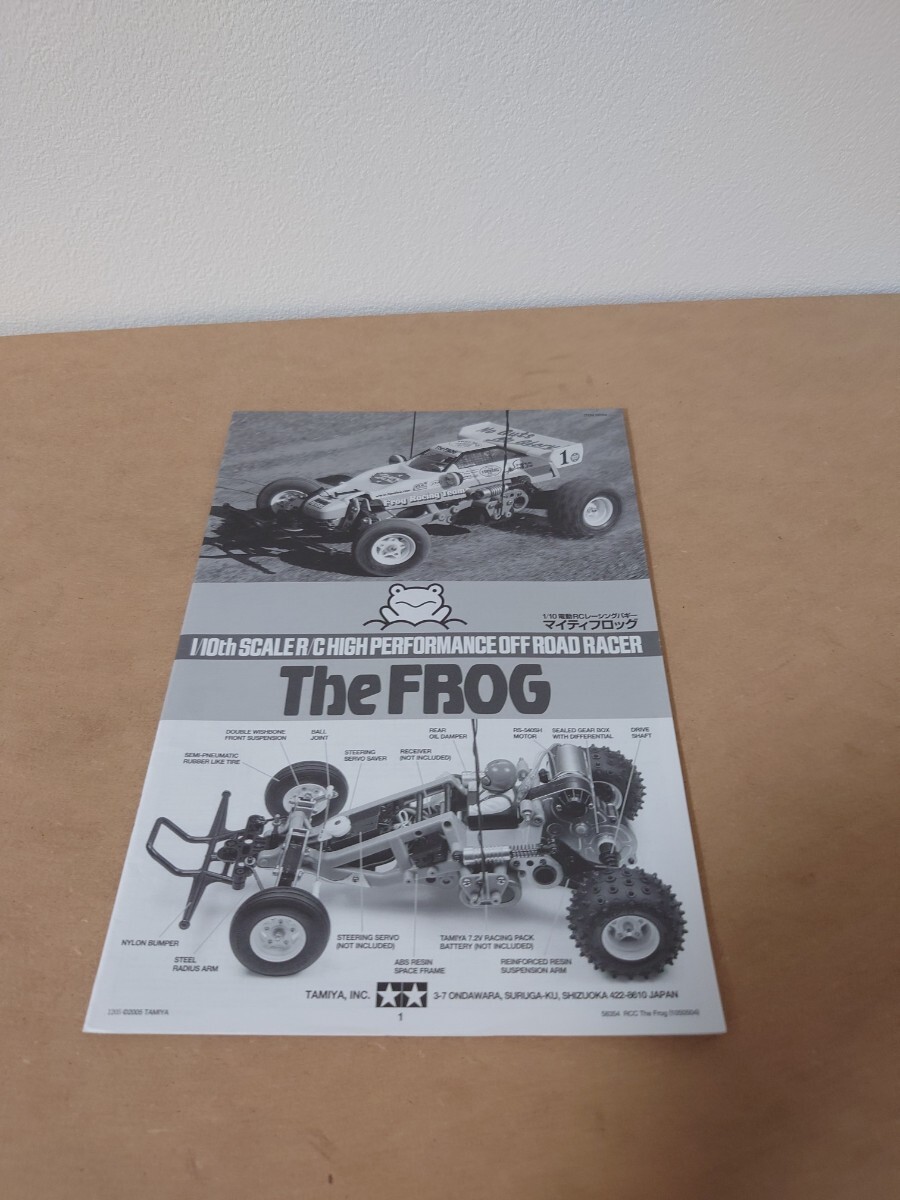 No Guts No Glory!
1
Frog Racing Team
1/10 電動RCレーシングバギー
マイティフロッグ
1/10th SCALE R/C HIGH PERFORMANCE OFF ROAD RACER
The FROG
DOUBLE WISHBONE
FRONT SUSPENSION
BALL
JOINT
REAR
OIL DAMPER
RS-540SH
MOTOR
SEALED GEAR BOX
WITH DIFFERENTIAL
DRIVE
SHAFT
SEMI-PNEUMATIC
RUBBER LIKE TIRE
STEERING
SERVO SAVER
RECEIVER
(NOT INCLUDED)
NYLON BUMPER
STEEL
RADIUS ARM
STEERING SERVO
(NOT INCLUDED)
ABS RESIN
SPACE FRAME
TAMIYA 7.2V RACING PACK
BATTERY (NOT INCLUDED)
REINFORCED RESIN
SUSPENSION ARM
TAMIYA, INC. 3-7 ONDAWARA, SURUGA-KU, SHIZUOKA 422-8610 JAPAN
©2005 TAMIYA
1
58354 RCC The Frog